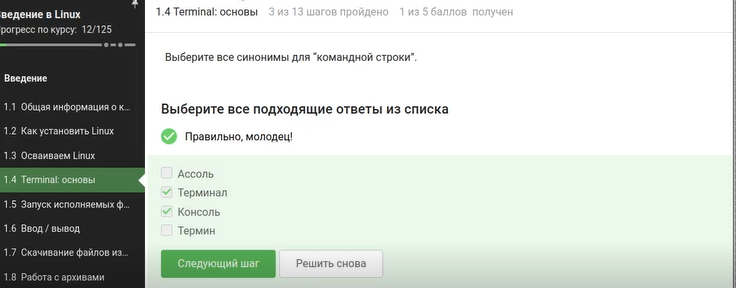 ведение в Linux
рогресс по курсу: 12/125
Введение
1.1 Общая информация о к...
1.2 Как установить Linux
1.3 Осваиваем Linux
1.4 Terminal: основы
1.5 Запуск исполняемых ф...
1.6 Ввод / вывод
1.7 Скачивание файлов из...
1.8 Работа с архивами
1.4 Terminal: основы 3 из 13 шагов пройдено 1 из 5 баллов получен
Выберите все синонимы для “командной строки”.
Выберите все подходящие ответы из списка
Правильно, молодец!
Ассоль
Терминал
Консоль
Термин
Следующий шаг Решить снова